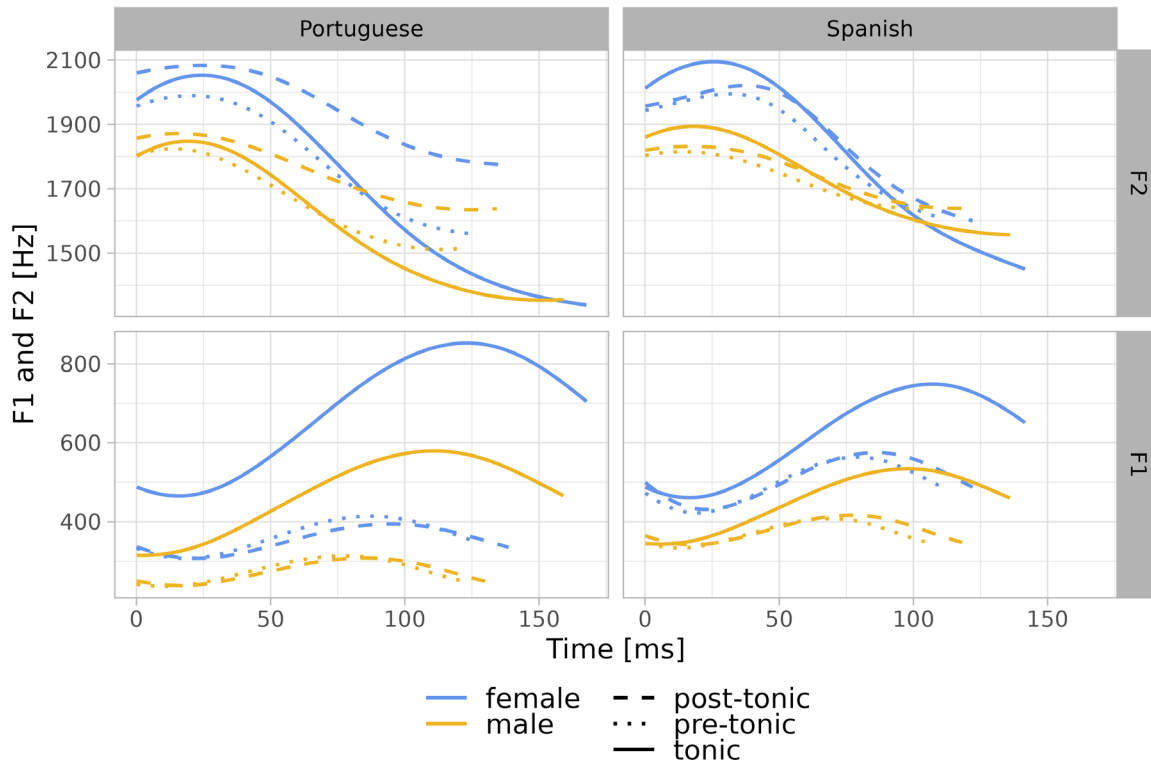 Portuguese
Spanish
2100
1900
1700
1500
F2
800
600
400
F1
F1 and F2 [Hz]
0
50
100
150
0
50
100
150
Time [ms]
female
male
post-tonic
pre-tonic
tonic